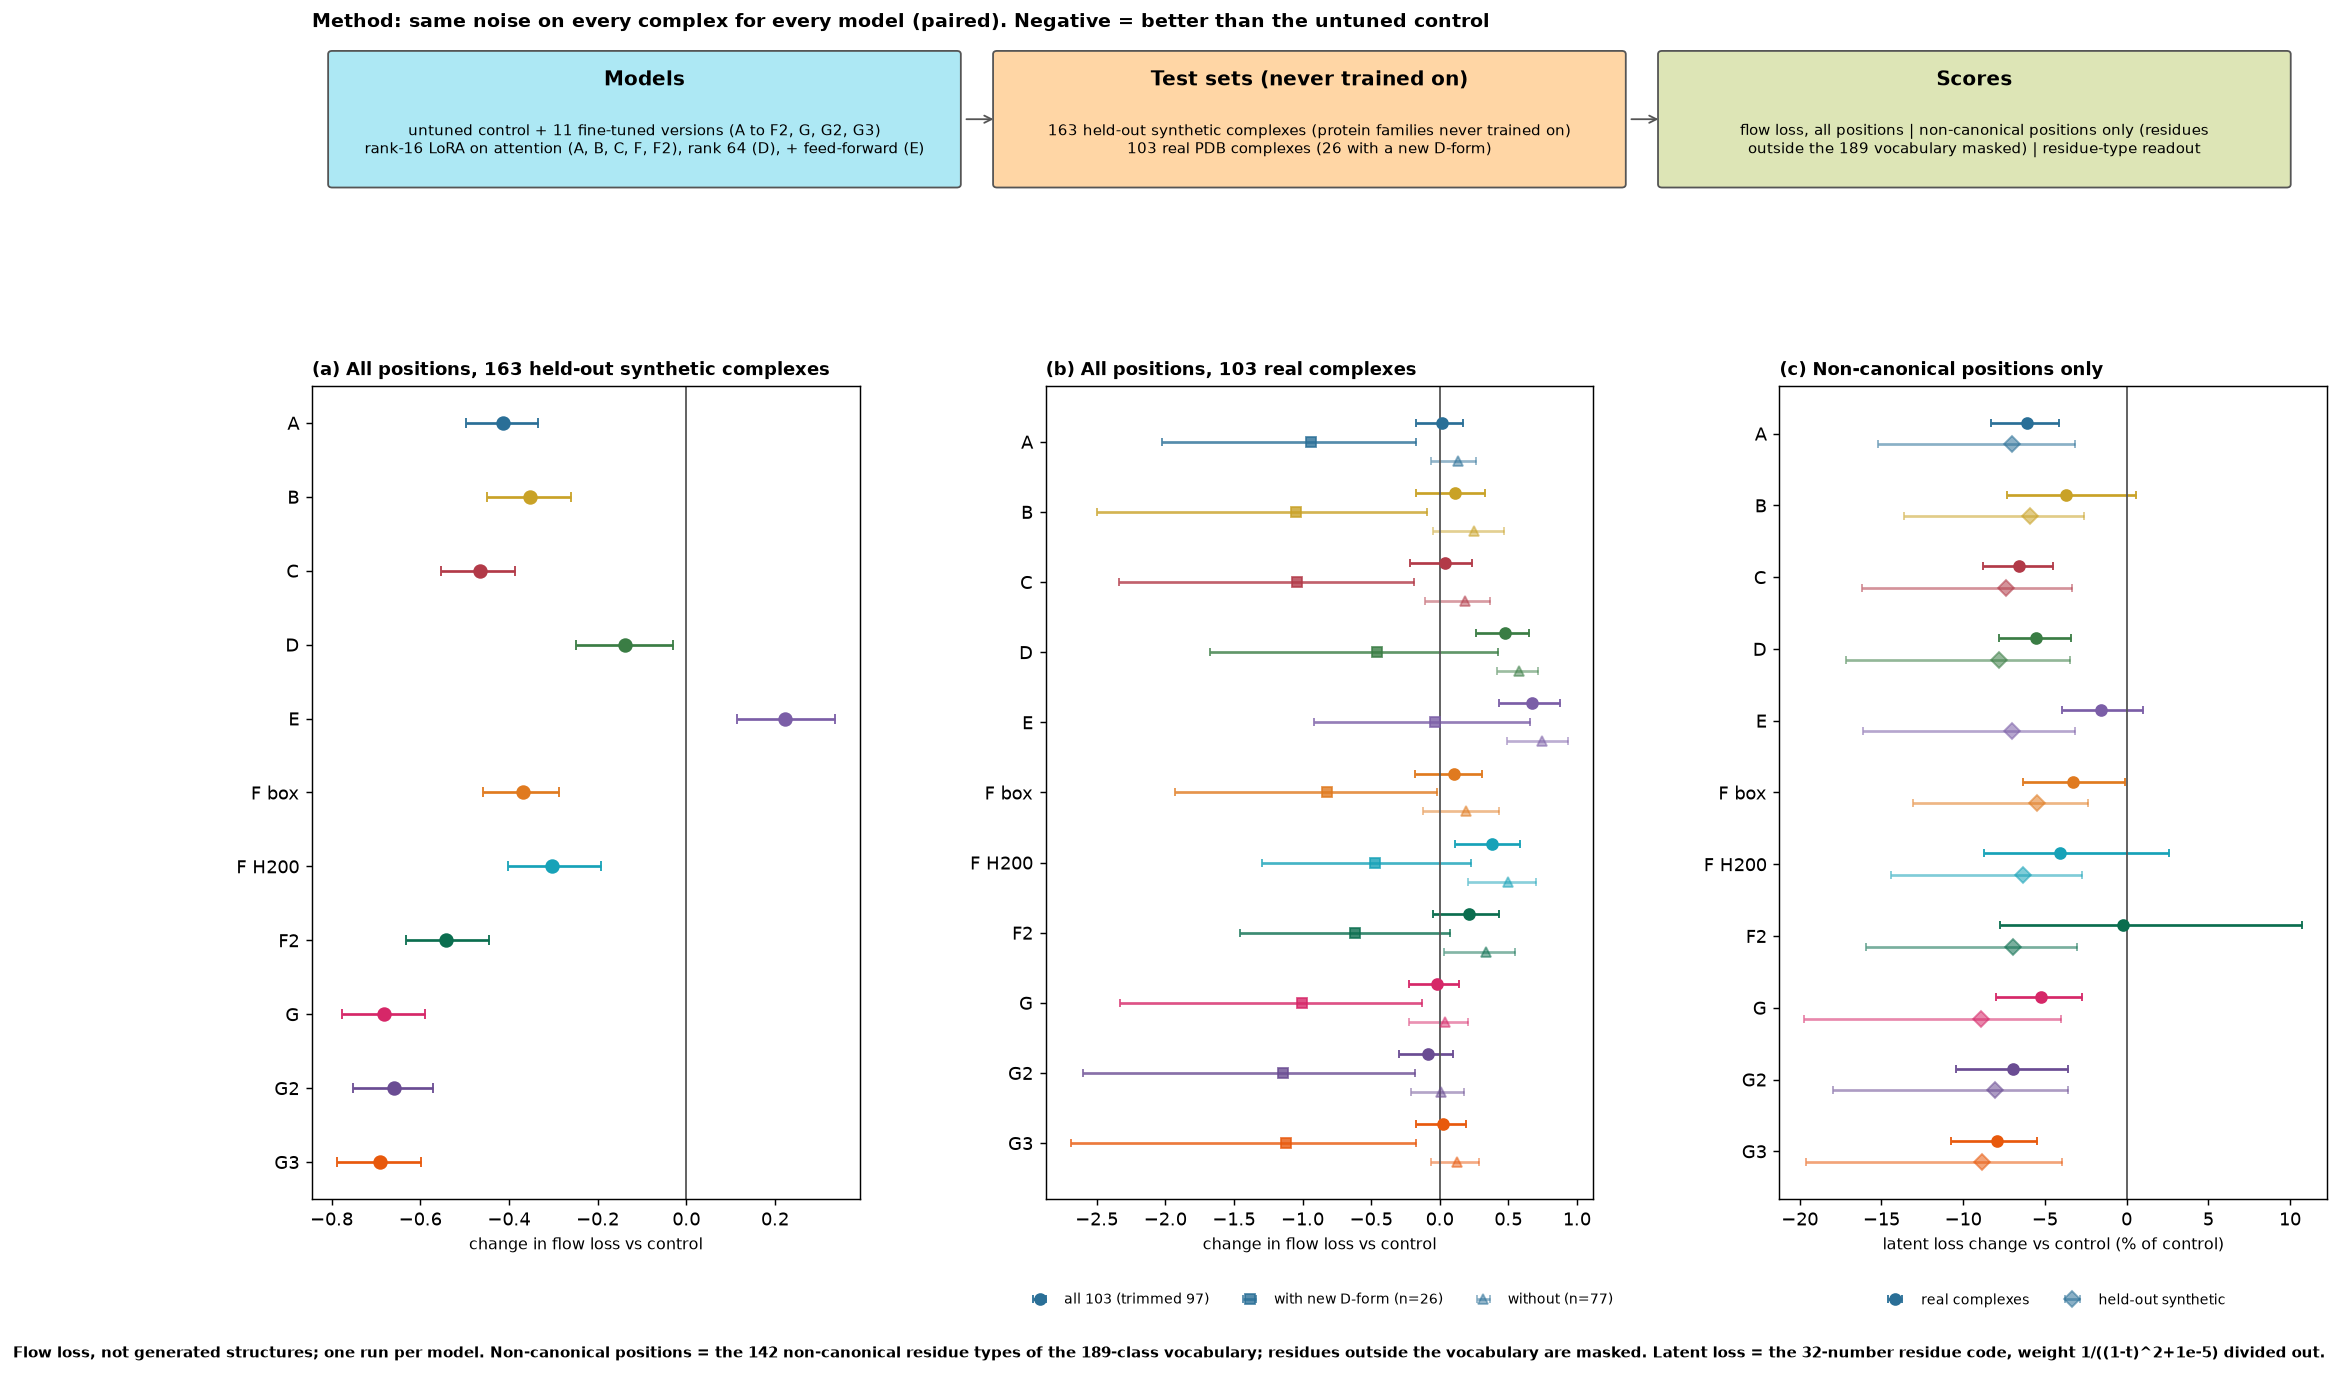 Method: same noise on every complex for every model (paired). Negative = better than the untuned control
Models
untuned control + 11 fine-tuned versions (A to F2, G, G2, G3)
rank-16 LoRA on attention (A, B, C, F, F2), rank 64 (D), + feed-forward (E)
Test sets (never trained on)
163 held-out synthetic complexes (protein families never trained on)
103 real PDB complexes (26 with a new D-form)
Scores
flow loss, all positions | non-canonical positions only (residues
outside the 189 vocabulary masked) | residue-type readout
(a) All positions, 163 held-out synthetic complexes
A
B
C
D
E
F box
F H200
F2
G
G2
G3
−0.8 −0.6 −0.4 −0.2 0.0 0.2
change in flow loss vs control
(b) All positions, 103 real complexes
A
B
C
D
E
F box
F H200
F2
G
G2
G3
−2.5 −2.0 −1.5 −1.0 −0.5 0.0 0.5 1.0
change in flow loss vs control
all 103 (trimmed 97) with new D-form (n=26) without (n=77)
(c) Non-canonical positions only
A
B
C
D
E
F box
F H200
F2
G
G2
G3
−20 −15 −10 −5 0 5 10
latent loss change vs control (% of control)
real complexes held-out synthetic
Flow loss, not generated structures; one run per model. Non-canonical positions = the 142 non-canonical residue types of the 189-class vocabulary; residues outside the vocabulary are masked. Latent loss = the 32-number residue code, weight 1/((1-t)^2+1e-5) divided out.